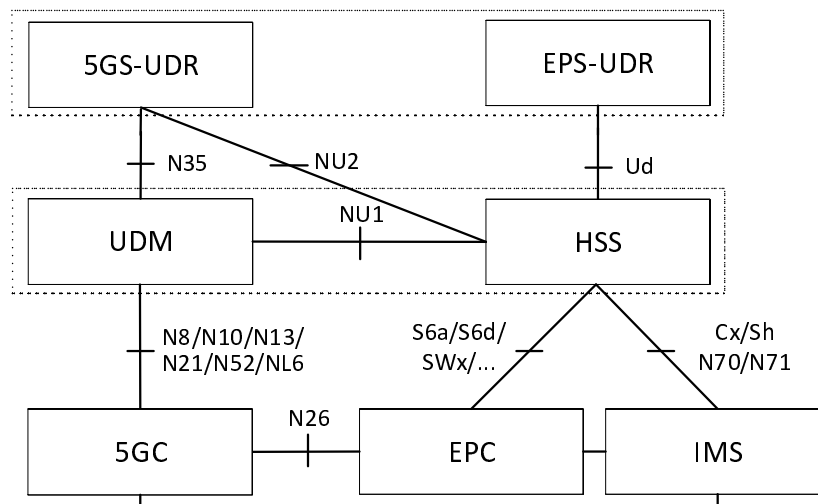 5GS-UDR
EPS-UDR
N35
NU2
Ud
UDM
NU1
HSS
N8/N10/N13/
N21/N52/NL6
S6a/S6d/
SWx/...
Cx/Sh
N70/N71
5GC
N26
EPC
IMS